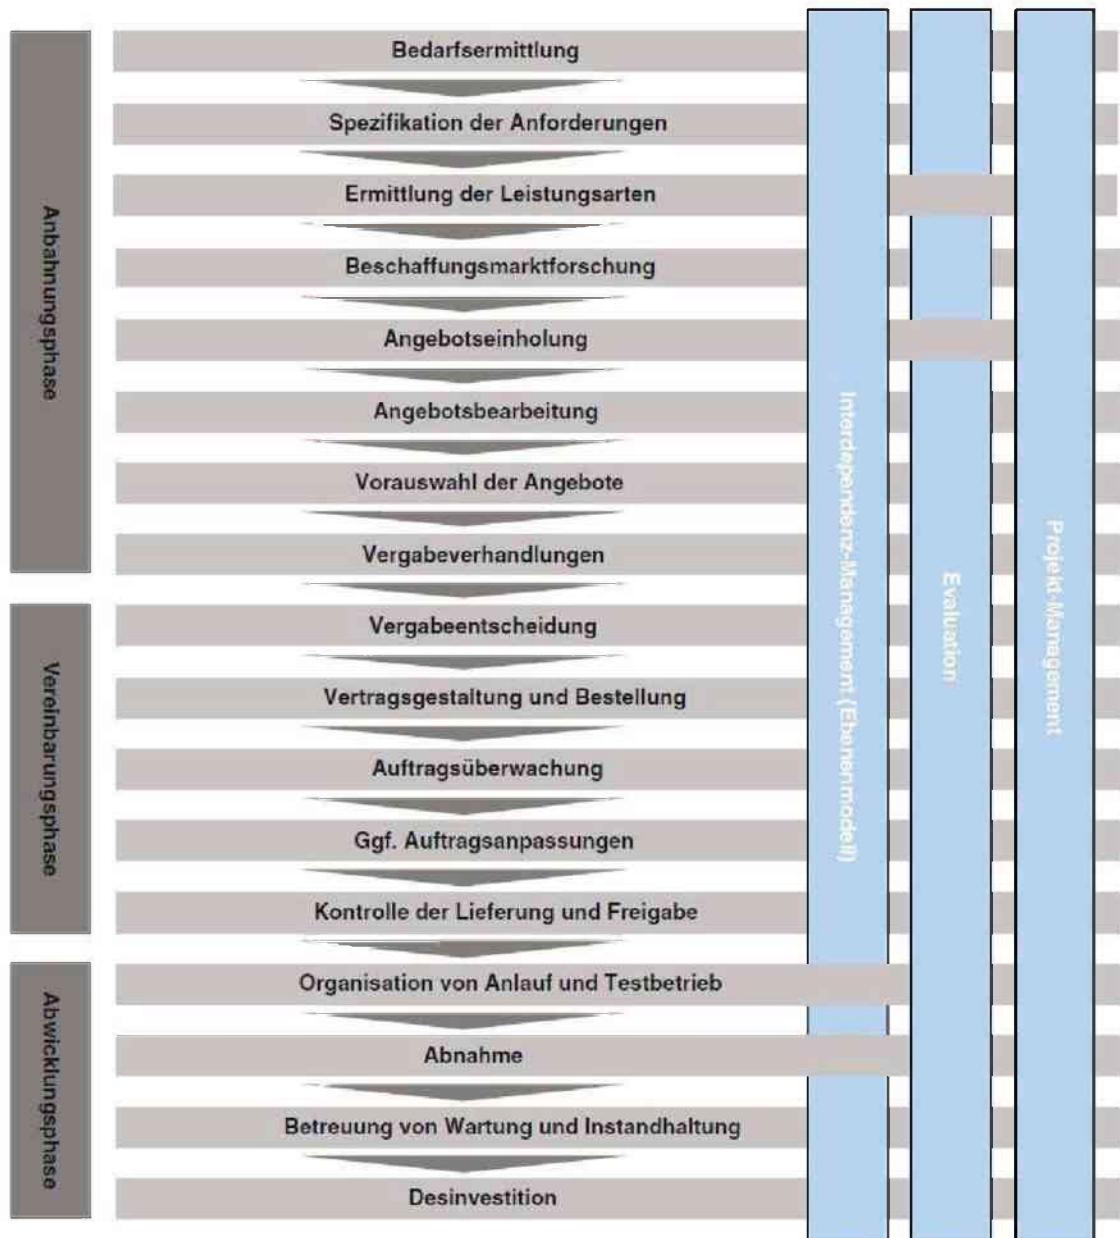 Anbahnungsphase
Bedarfsermittlung
Spezifikation der Anforderungen
Ermittlung der Leistungsarten
Beschaffungsmarktforschung
Angebotseinholung
Angebotsbearbeitung
Vorauswahl der Angebote
Vergabeverhandlungen
Vereinbarungsphase
Vergabeentscheidung
Vertragsgestaltung und Bestellung
Auftragsüberwachung
Ggf. Auftragsanpassungen
Kontrolle der Lieferung und Freigabe
Abwicklungsphase
Organisation von Anlauf und Testbetrieb
Abnahme
Betreuung von Wartung und Instandhaltung
Desinvestition
Interdependenz-Management (Ebenenmodell)
Evaluation
Projekt-Management